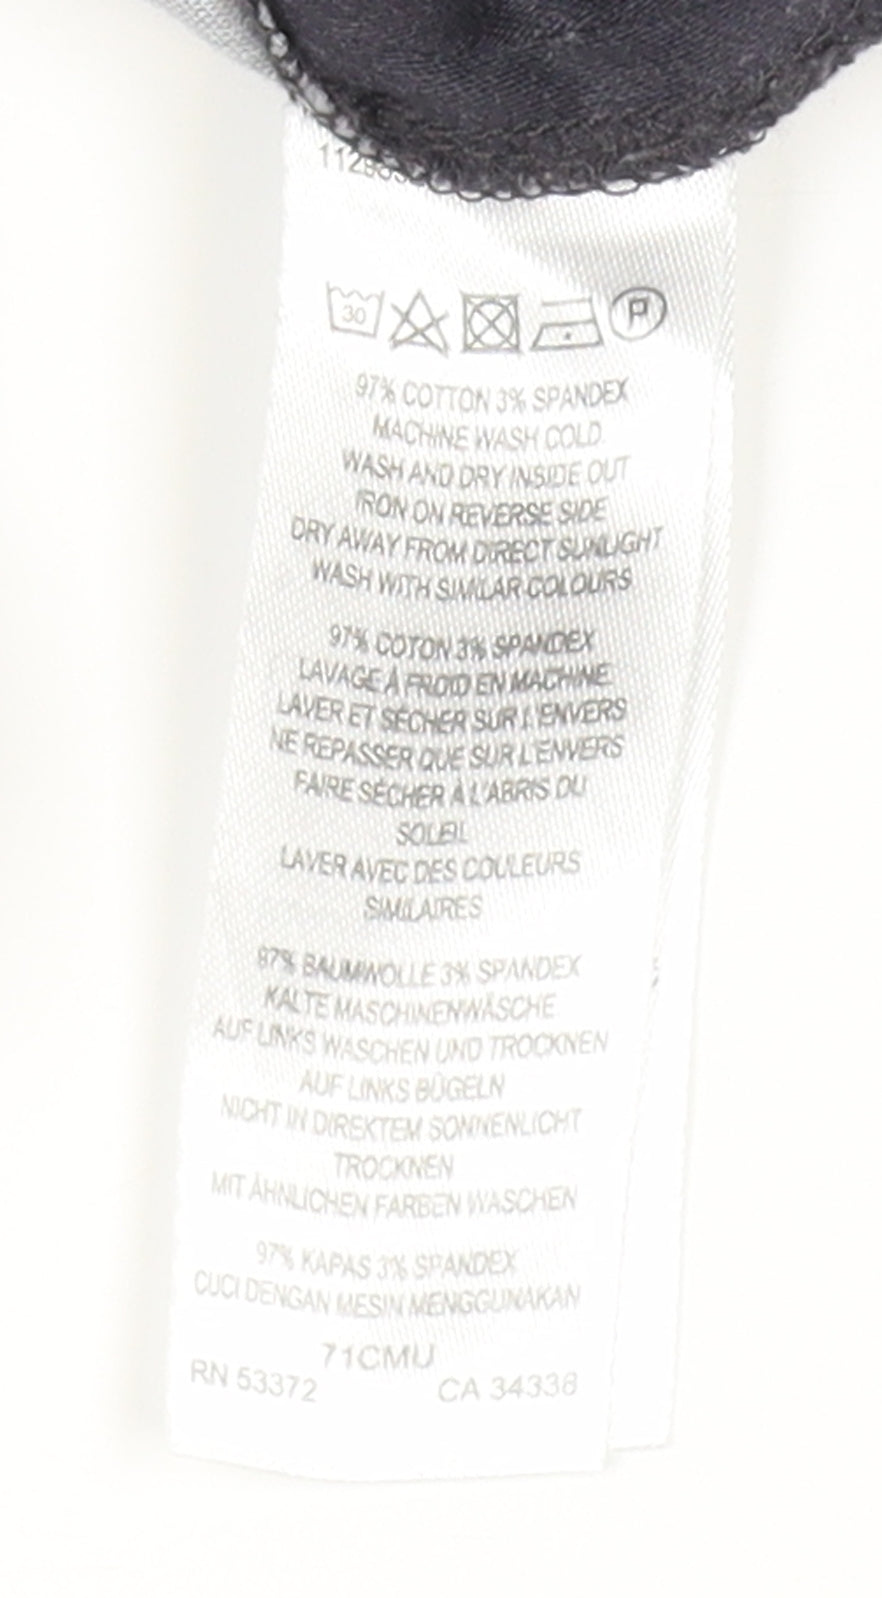 30
P
97% COTTON 3% SPANDEX
MACHINE WASH COLD
WASH AND DRY INSIDE OUT
IRON ON REVERSE SIDE
DRY AWAY FROM DIRECT SUNLIGHT
WASH WITH SIMILAR COLOURS
97% COTON 3% SPANDEX
LAVAGE À FROID EN MACHINE
LAVER ET SÉCHER SUR L'ENVERS
NE REPASSER QUE SUR L'ENVERS
FAIRE SÉCHER À L'ABRIS DU
SOLEIL
LAVER AVEC DES COULEURS
SIMILAIRES
97% BAUMWOLLE 3% SPANDEX
KALTE MASCHINENWÄSCHE
AUF LINKS WASCHEN UND TROCKNEN
AUF LINKS BÜGELN
NICHT IN DIREKTEM SONNENLICHT
TROCKNEN
MIT ÄHNLICHEN FARBEN WASCHEN
97% KAPAS 3% SPANDEX
CUCI DENGAN MESIN MENGGUNAKAN
71CMU
RN 53372 CA 34338